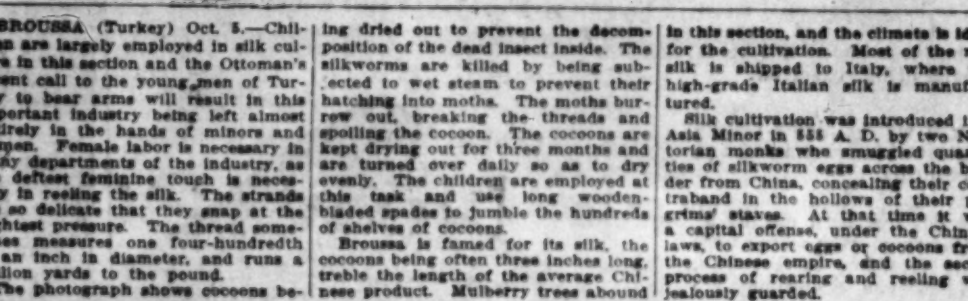 BROUSSA (Turkey) Oct. 5.—Chil-
en are largely employed in silk cul-
in this section and the Ottoman's
ent call to the young men of Tur-
to bear arms will result in this
portant industry being left almost
tirely in the hands of minors and
men. Female labor is necessary in
ny departments of the industry, as
deftest feminine touch is neces-
y in reeling the silk. The strands
so delicate that they snap at the
ghtest pressure. The thread some-
es measures one four-hundredth
an inch in diameter, and runs a
llion yards to the pound.
The photograph shows cocoons be-
ing dried out to prevent the decom-
position of the dead insect inside. The
silkworms are killed by being sub-
ected to wet steam to prevent their
hatching into moths. The moths bur-
row out, breaking the threads and
spoiling the cocoon. The cocoons are
kept drying out for three months and
are turned over daily so as to dry
evenly. The children are employed at
this task and use long wooden-
bladed spades to jumble the hundreds
of shelves of cocoons.
Broussa is famed for its silk, the
cocoons being often three inches long,
treble the length of the average Chi-
nese product. Mulberry trees abound
in this section, and the climate is id
for the cultivation. Most of the
silk is shipped to Italy, where
high-grade Italian silk is manuf
tured.
Silk cultivation was introduced i
Asia Minor in 555 A. D. by two N
torian monks who smuggled quan
ties of silkworm eggs across the b
der from China, concealing their c
traband in the hollows of their
grims' staves. At that time it w
a capital offense, under the Chin
laws, to export eggs or cocoons fr
the Chinese empire, and the sec
process of rearing and reeling
jealously guarded.